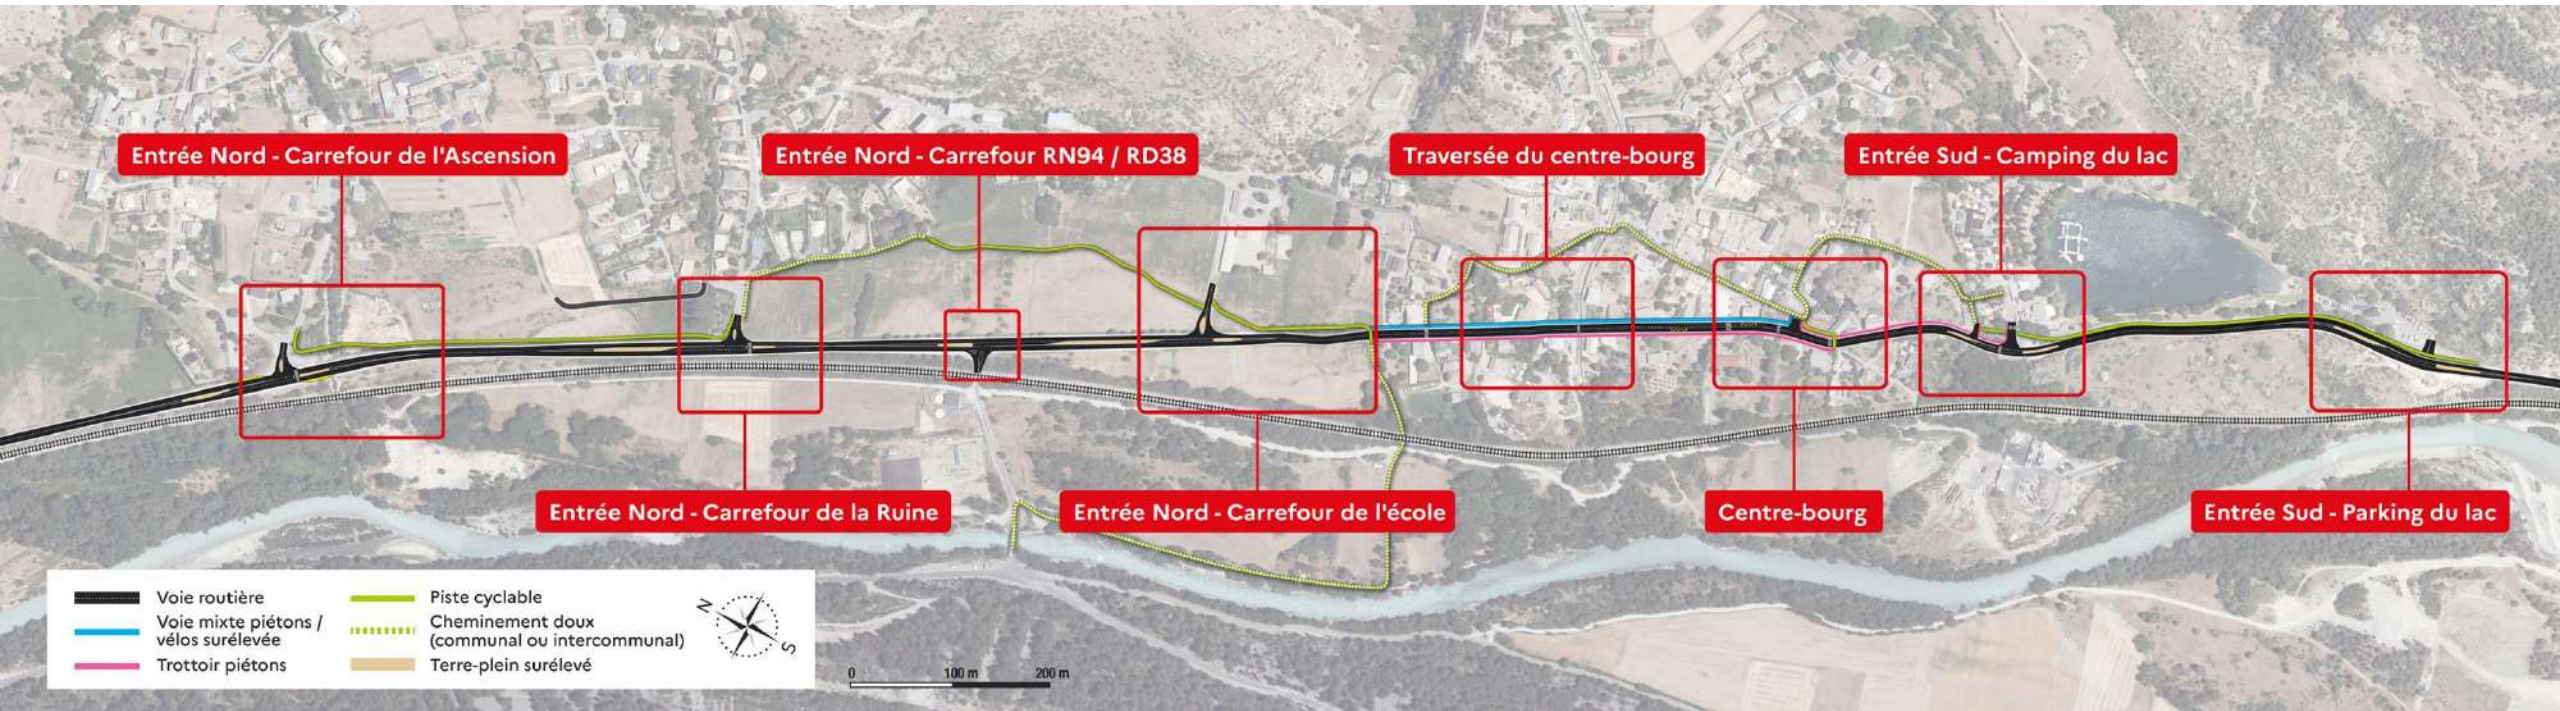 Entrée Nord - Carrefour de l'Ascension
Entrée Nord - Carrefour RN94 / RD38
Traversée du centre-bourg
Entrée Sud - Camping du lac
Entrée Nord - Carrefour de la Ruine
Entrée Nord - Carrefour de l'école
Centre-bourg
Entrée Sud - Parking du lac
Voie routière
Voie mixte piétons /
vélos surélevée
Trottoir piétons
Piste cyclable
Cheminement doux
(communal ou intercommunal)
Terre-plein surélevé
N
S
0 100 m 200 m